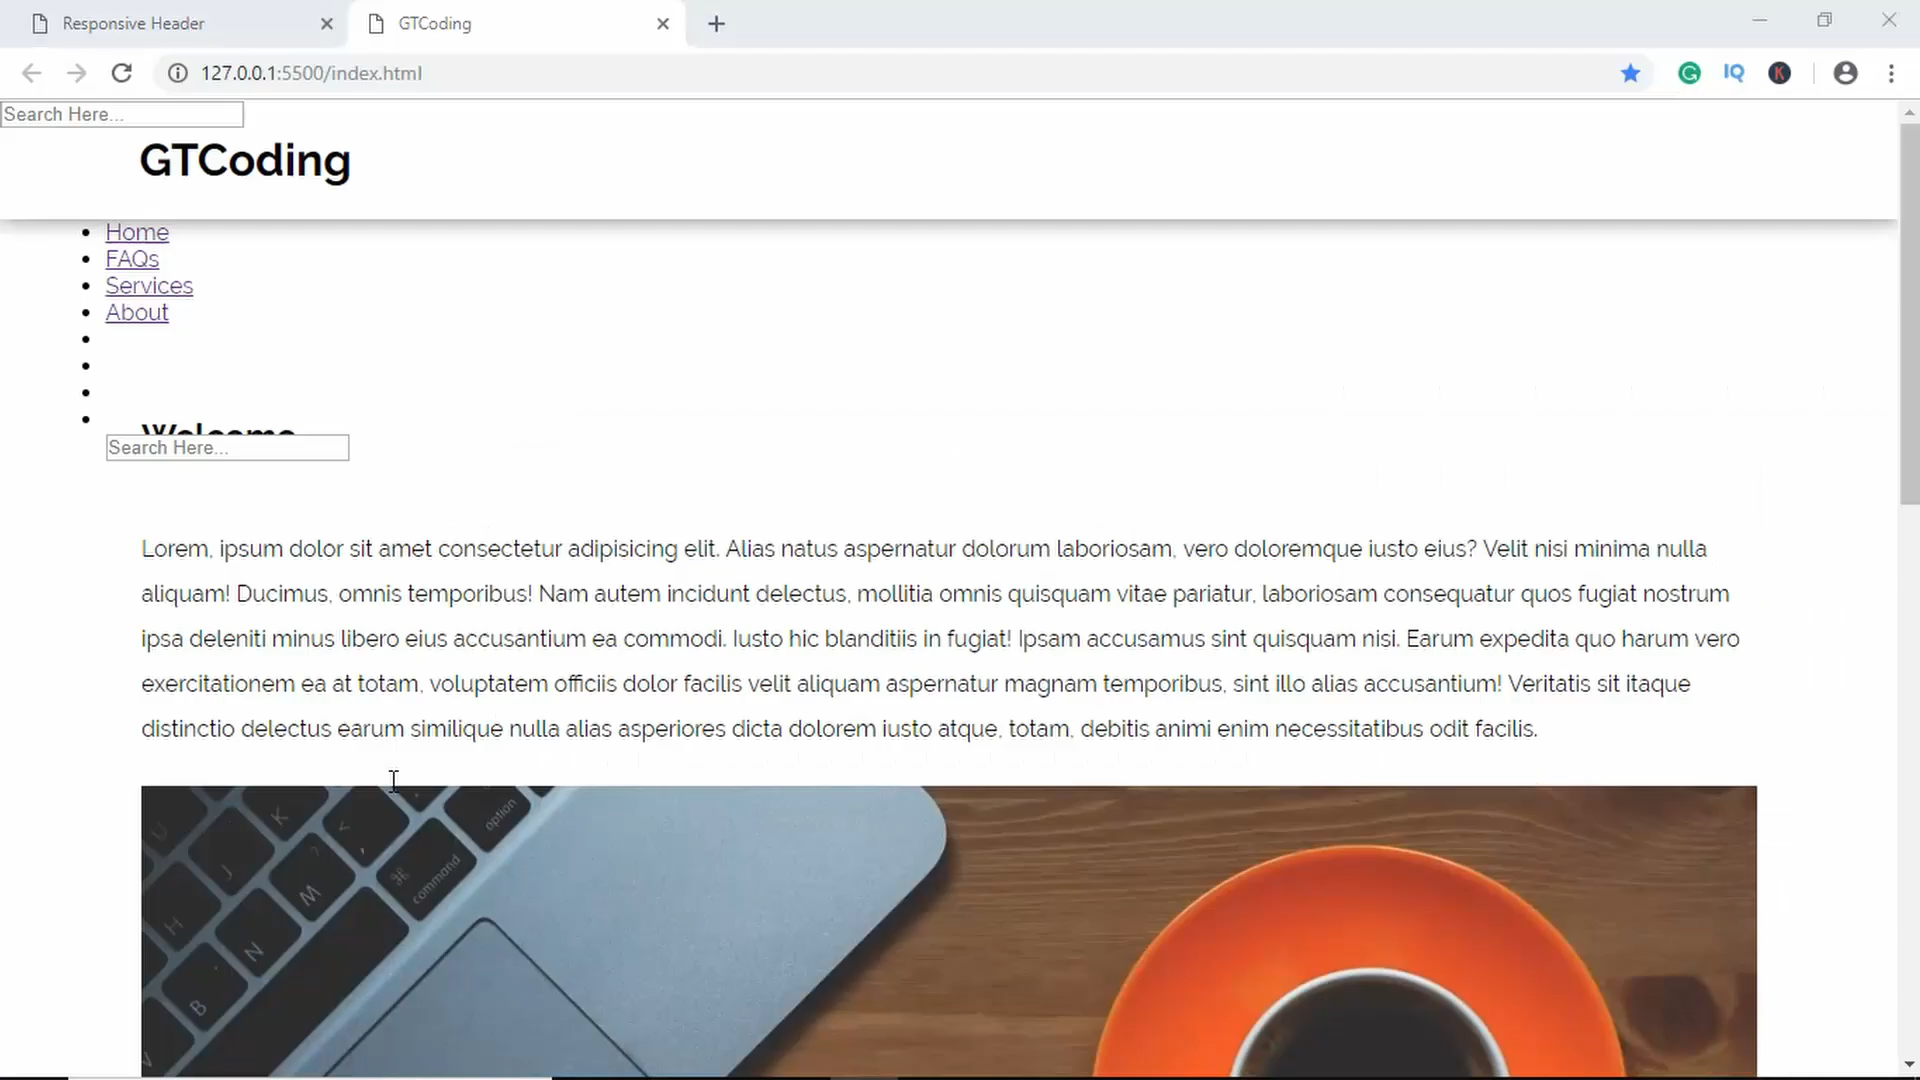 Responsive Header
GTCoding
127.0.0.1:5500/index.html
IQ
K
Search Here...
GTCoding
Home
FAQs
Services
About
Welcome
Search Here...
Lorem, ipsum dolor sit amet consectetur adipisicing elit. Alias natus aspernatur dolorum laboriosam, vero doloremque iusto eius? Velit nisi minima nulla
aliquam! Ducimus, omnis temporibus! Nam autem incidunt delectus, mollitia omnis quisquam vitae pariatur, laboriosam consequatur quos fugiat nostrum
ipsa deleniti minus libero eius accusantium ea commodi. Iusto hic blanditiis in fugiat! Ipsam accusamus sint quisquam nisi. Earum expedita quo harum vero
exercitationem ea at totam, voluptatem officiis dolor facilis velit aliquam aspernatur magnam temporibus, sint illo alias accusantium! Veritatis sit itaque
distinctio delectus earum similique nulla alias asperiores dicta dolorem iusto atque, totam, debitis animi enim necessitatibus odit facilis.
U
K
option
J
<
,
?
⌘
command
M
H
N
B
V